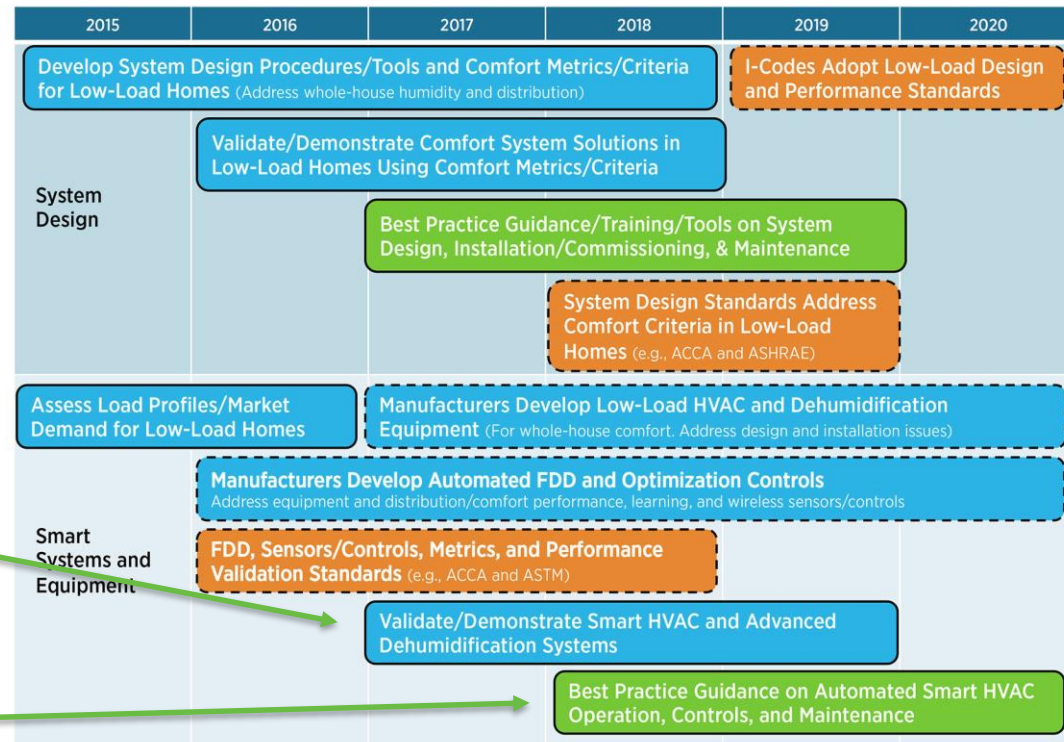 2015 2016 2017 2018 2019 2020
Develop System Design Procedures/Tools and Comfort Metrics/Criteria
for Low-Load Homes (Address whole-house humidity and distribution)
I-Codes Adopt Low-Load Design
and Performance Standards
Validate/Demonstrate Comfort System Solutions in
Low-Load Homes Using Comfort Metrics/Criteria
System
Design
Best Practice Guidance/Training/Tools on System
Design, Installation/Commissioning, & Maintenance
System Design Standards Address
Comfort Criteria in Low-Load
Homes (e.g., ACCA and ASHRAE)
Assess Load Profiles/Market
Demand for Low-Load Homes
Manufacturers Develop Low-Load HVAC and Dehumidification
Equipment (For whole-house comfort. Address design and installation issues)
Manufacturers Develop Automated FDD and Optimization Controls
Address equipment and distribution/comfort performance, learning, and wireless sensors/controls
Smart
Systems and
Equipment
FDD, Sensors/Controls, Metrics, and Performance
Validation Standards (e.g., ACCA and ASTM)
Validate/Demonstrate Smart HVAC and Advanced
Dehumidification Systems
Best Practice Guidance on Automated Smart HVAC
Operation, Controls, and Maintenance